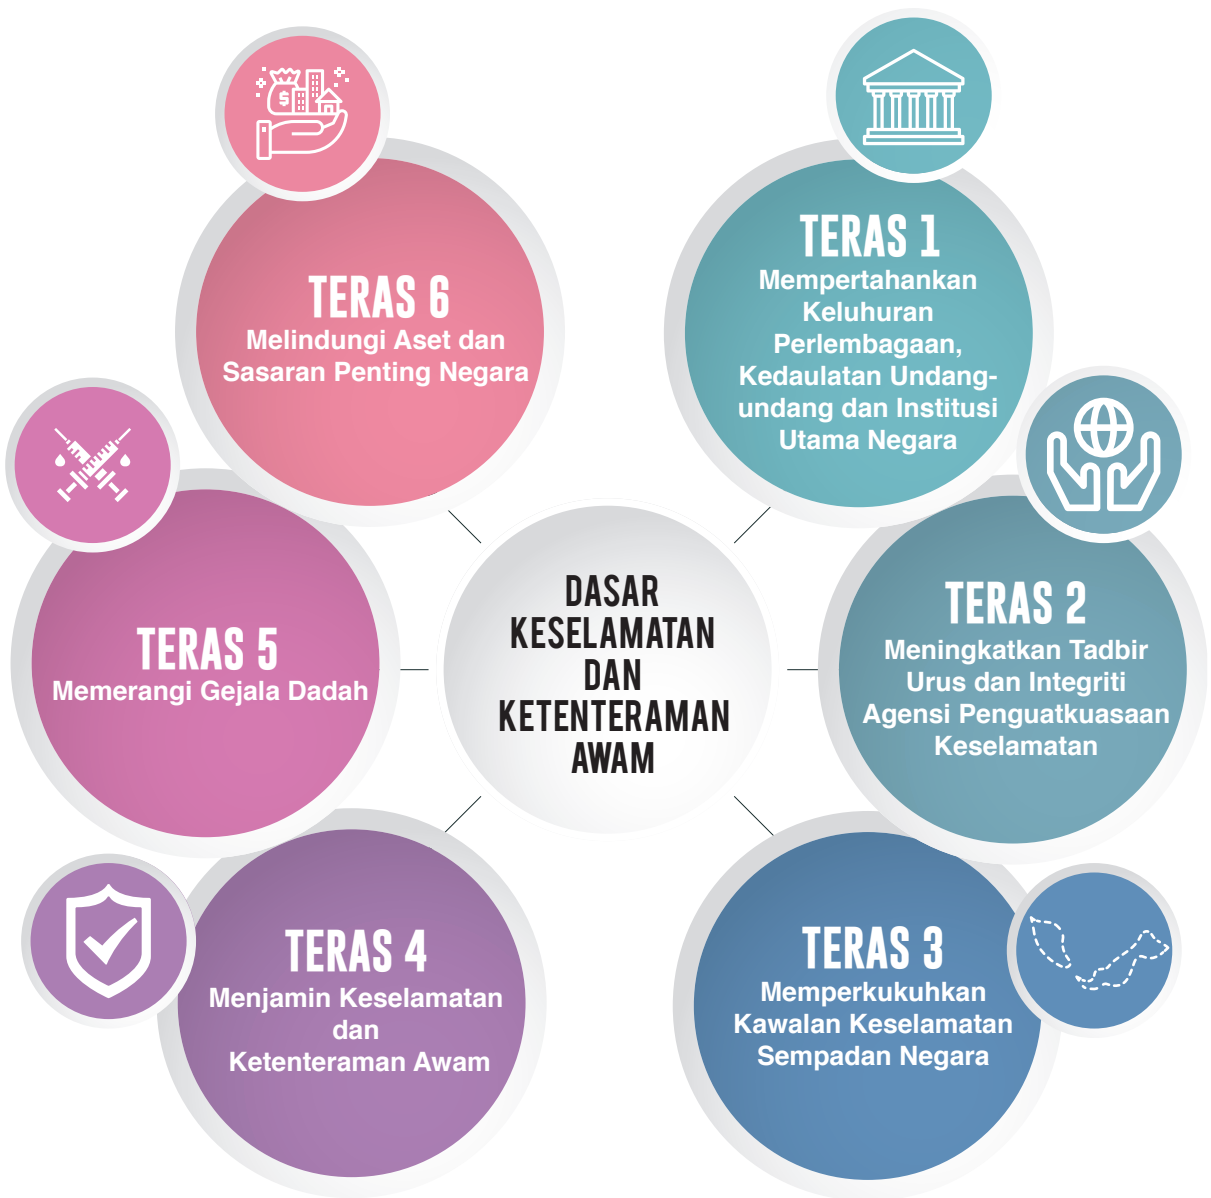 DASAR
KESELAMATAN
DAN
KETENTERAMAN
AWAM
TERAS 1
Mempertahankan
Keluhuran
Perlembagaan,
Kedaulatan Undang-
undang dan Institusi
Utama Negara
TERAS 2
Meningkatkan Tadbir
Urus dan Integriti
Agensi Penguatkuasaan
Keselamatan
TERAS 3
Memperkukuhkan
Kawalan Keselamatan
Sempadan Negara
TERAS 4
Menjamin Keselamatan
dan
Ketenteraman Awam
TERAS 5
Memerangi Gejala Dadah
TERAS 6
Melindungi Aset dan
Sasaran Penting Negara
$